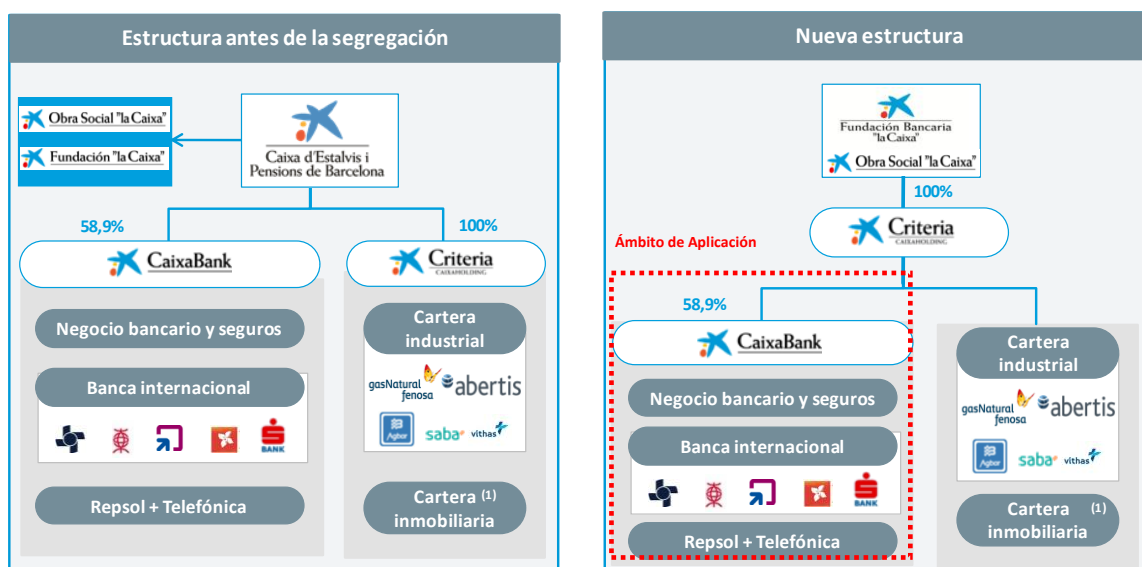 Estructura antes de la segregación
Obra Social "la Caixa"
Fundación "la Caixa"
Caixa d'Estalvis i
Pensions de Barcelona
58,9%
100%
CaixaBank
Criteria
CAIXAHOLDING
Negocio bancario y seguros
Banca internacional
BANK
Repsol + Telefónica
Cartera
industrial
gasNatural
fenosa
abertis
Agbar
saba
vithas
Cartera (1)
inmobiliaria
Nueva estructura
Fundación Bancaria
"la Caixa"
Obra Social "la Caixa"
100%
Criteria
CAIXAHOLDING
Ámbito de Aplicación
58,9%
CaixaBank
Negocio bancario y seguros
Banca internacional
BANK
Repsol + Telefónica
Cartera
industrial
gasNatural
fenosa
abertis
Agbar
saba
vithas
Cartera (1)
inmobiliaria